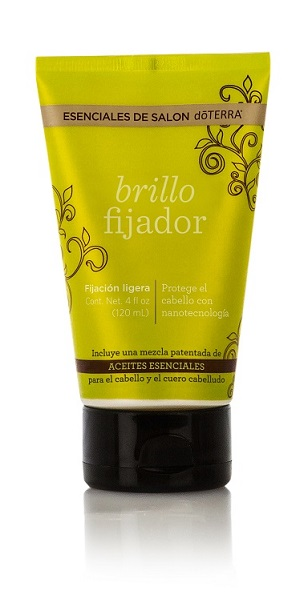 ESENCIALES DE SALON dōTERRA®
brillo
fijador
Fijación ligera
Cont. Net. 4 fl oz
(120 mL)
Protege el
cabello con
nanotecnología
Incluye una mezcla patentada de
ACEITES ESENCIALES
para el cabello y el cuero cabelludo